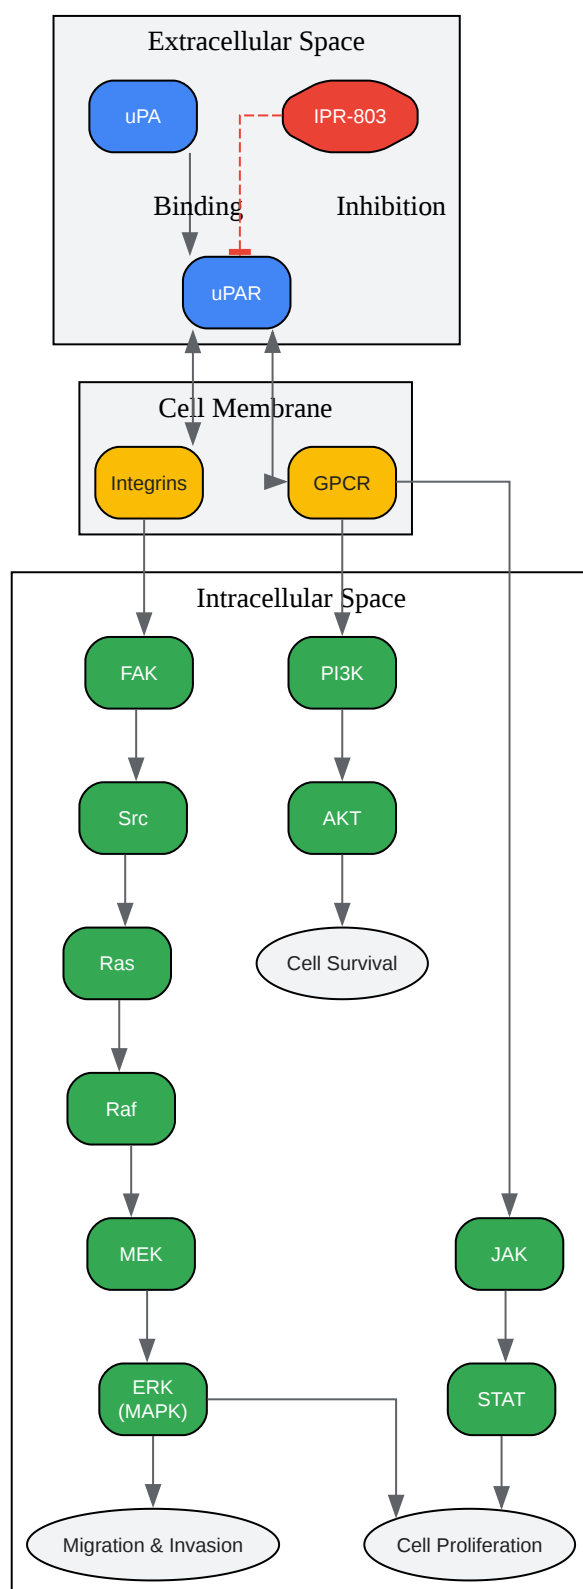 Extracellular Space
uPA
IPR-803
Binding
Inhibition
uPAR
Cell Membrane
Integrins
GPCR
Intracellular Space
FAK
PI3K
Src
AKT
Ras
Cell Survival
Raf
MEK
JAK
ERK
(MAPK)
STAT
Migration & Invasion
Cell Proliferation